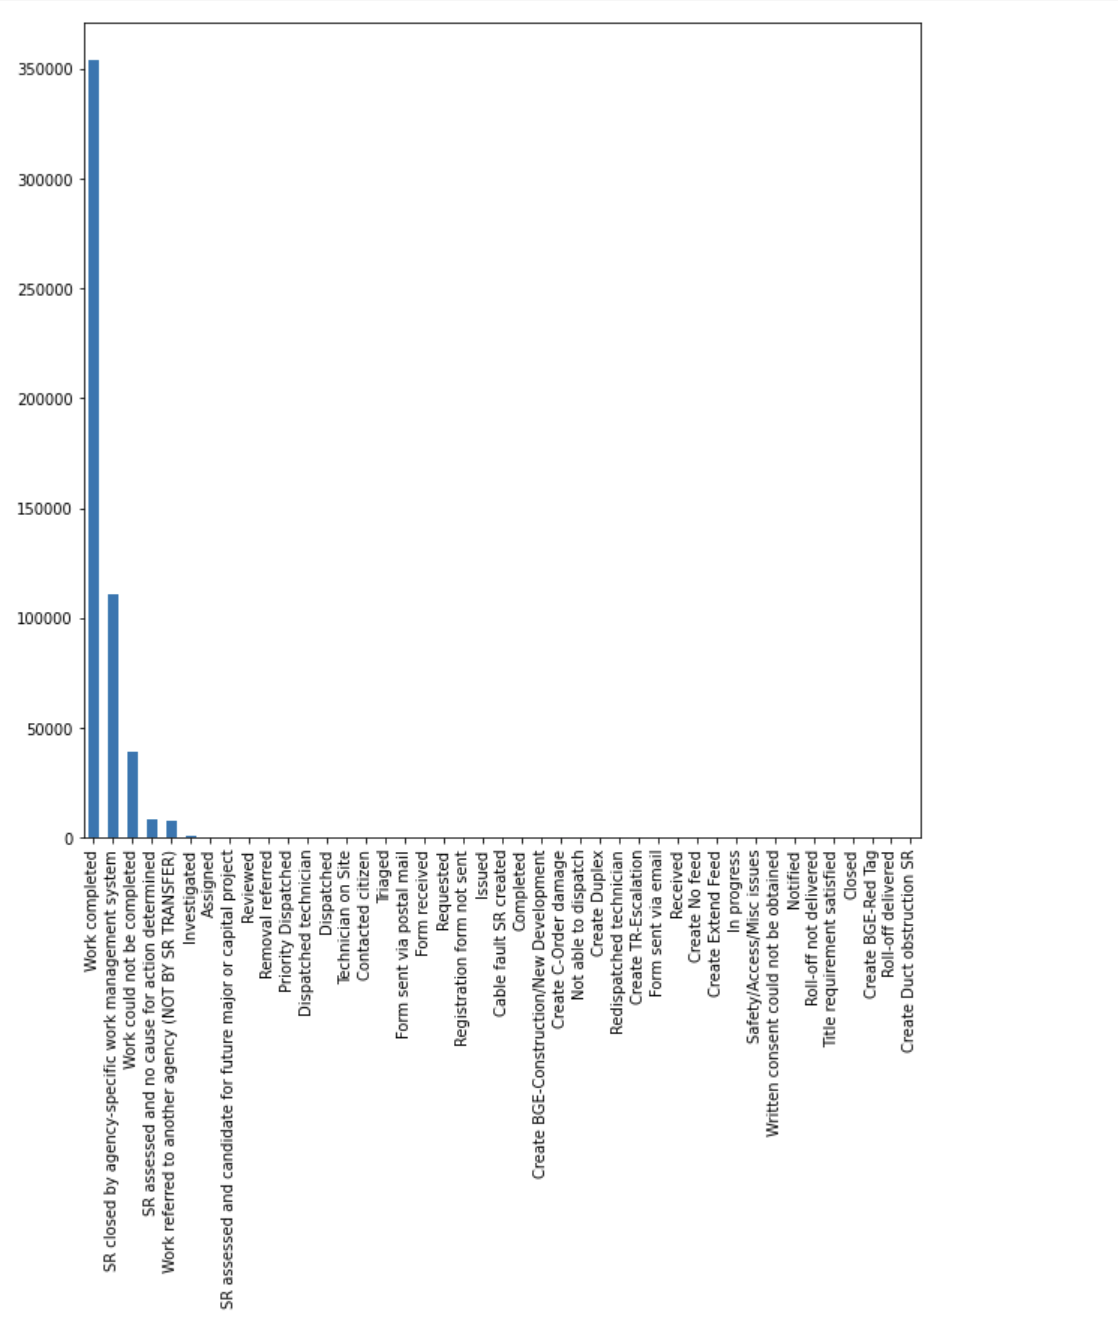 350000
300000
250000
200000
150000
100000
50000
0
Work completed
SR closed by agency-specific work management system
Work could not be completed
SR assessed and no cause for action determined
Work referred to another agency (NOT BY SR TRANSFER)
Investigated
Assigned
SR assessed and candidate for future major or capital project
Reviewed
Removal referred
Priority Dispatched
Dispatched technician
Dispatched
Technician on Site
Contacted citizen
Triaged
Form sent via postal mail
Form received
Requested
Registration form not sent
Issued
Cable fault SR created
Completed
Create BGE-Construction/New Development
Create C-Order damage
Not able to dispatch
Create Duplex
Redispatched technician
Create TR-Escalation
Form sent via email
Received
Create No feed
Create Extend Feed
In progress
Safety/Access/Misc issues
Written consent could not be obtained
Notified
Roll-off not delivered
Title requirement satisfied
Closed
Create BGE-Red Tag
Roll-off delivered
Create Duct obstruction SR